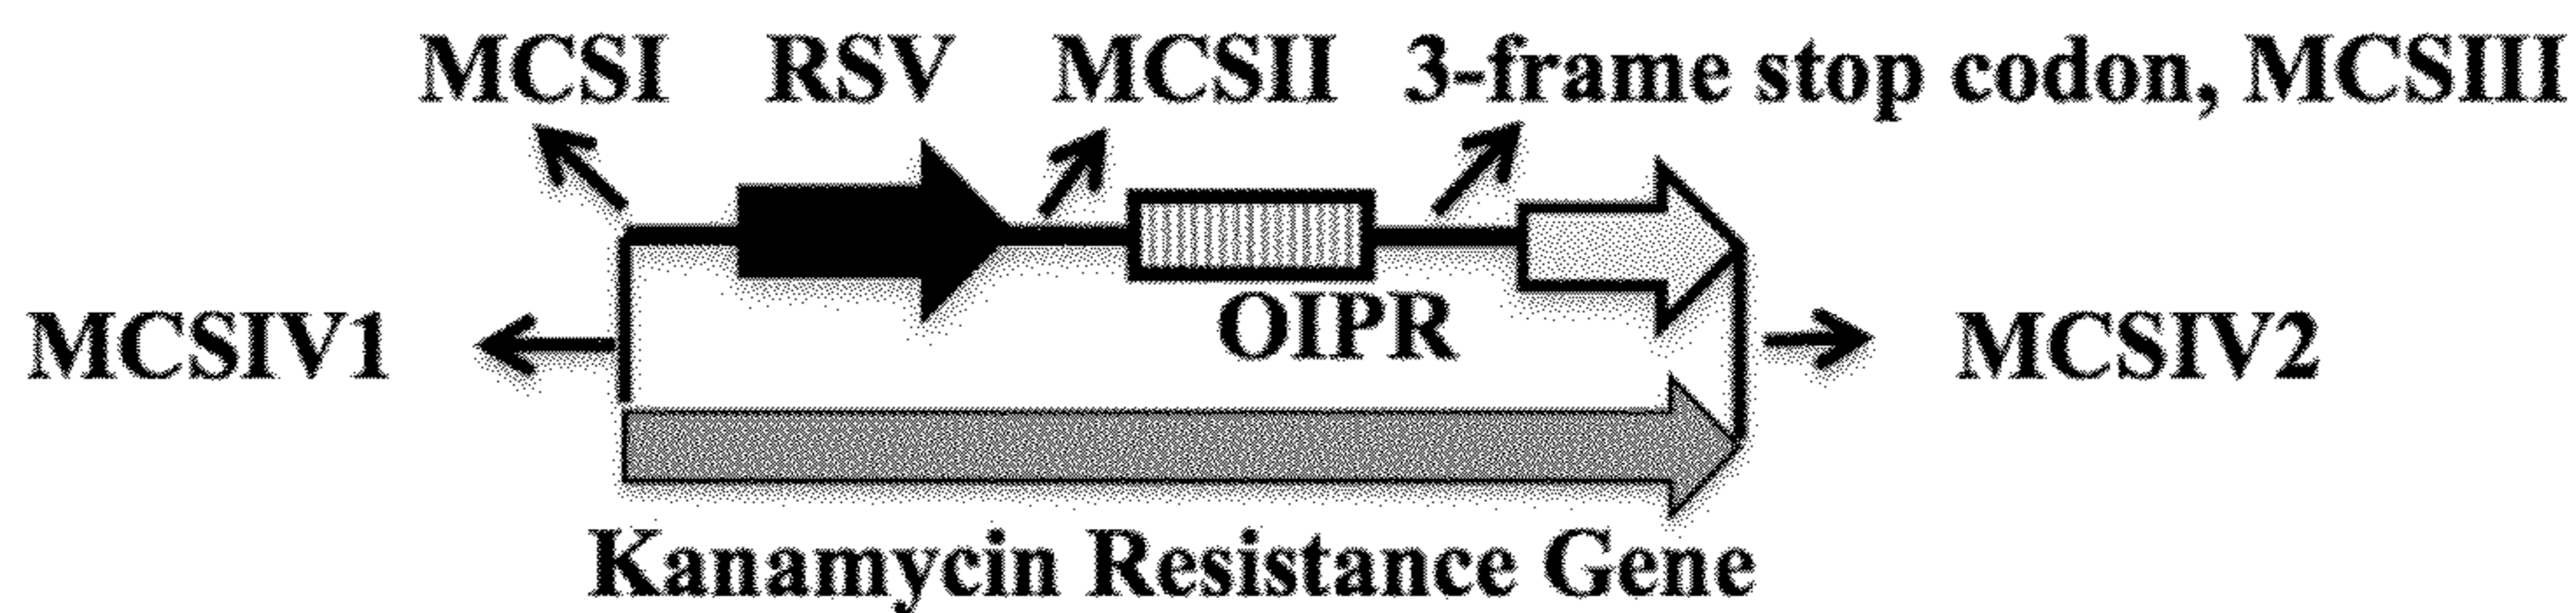 MCSI RSV MCSII 3-frame stop codon, MCSIII
OIPR
MCSIV1 MCSIV2
Kanamycin Resistance Gene